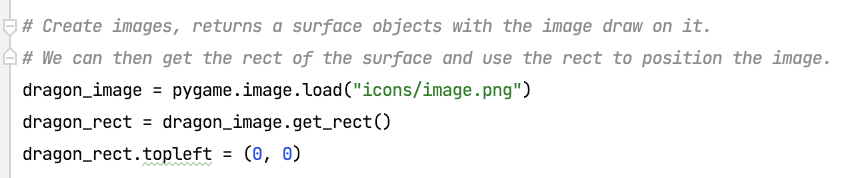 # Create images, returns a surface objects with the image draw on it.
# We can then get the rect of the surface and use the rect to position the image.
dragon_image = pygame.image.load("icons/image.png")
dragon_rect = dragon_image.get_rect()
dragon_rect.topleft = (0, 0)